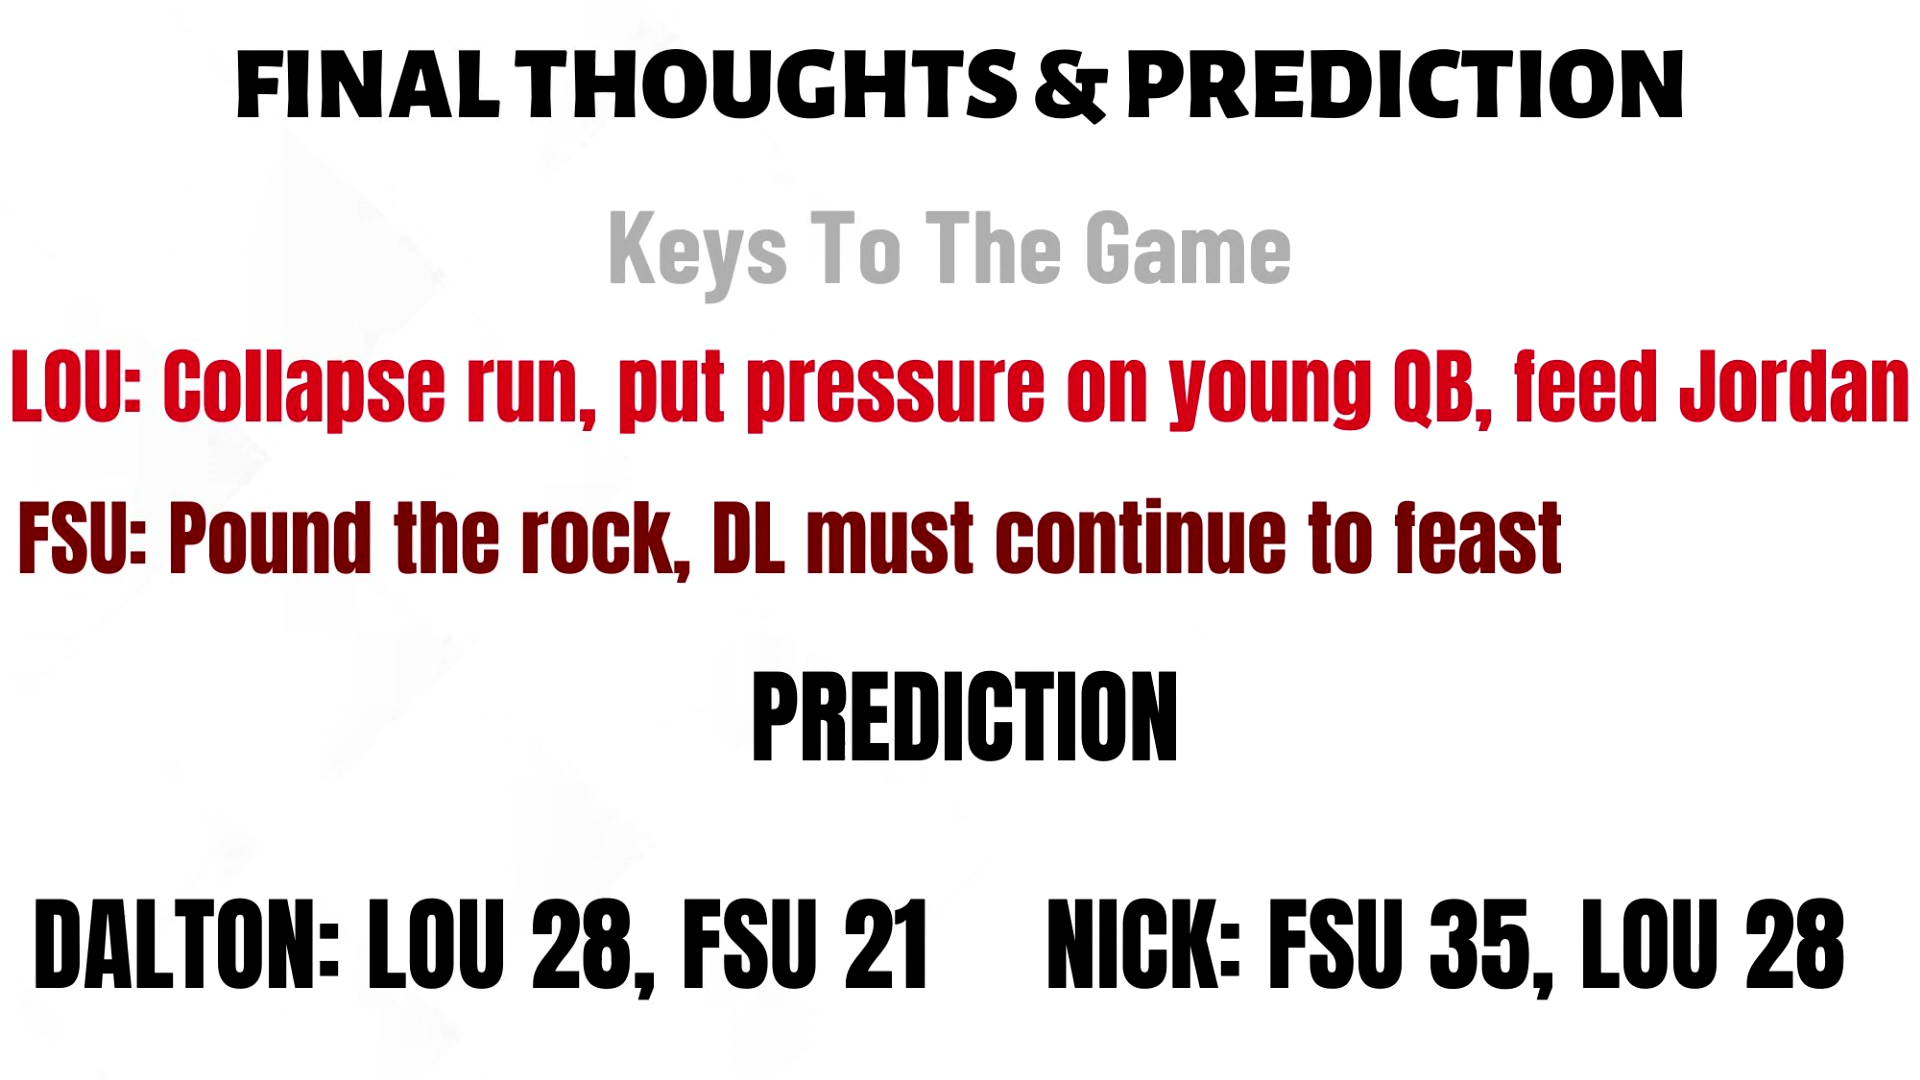 FINAL THOUGHTS & PREDICTION
Keys To The Game
LOU: Collapse run, put pressure on young QB, feed Jordan
FSU: Pound the rock, DL must continue to feast
PREDICTION
DALTON: LOU 28, FSU 21 NICK: FSU 35, LOU 28